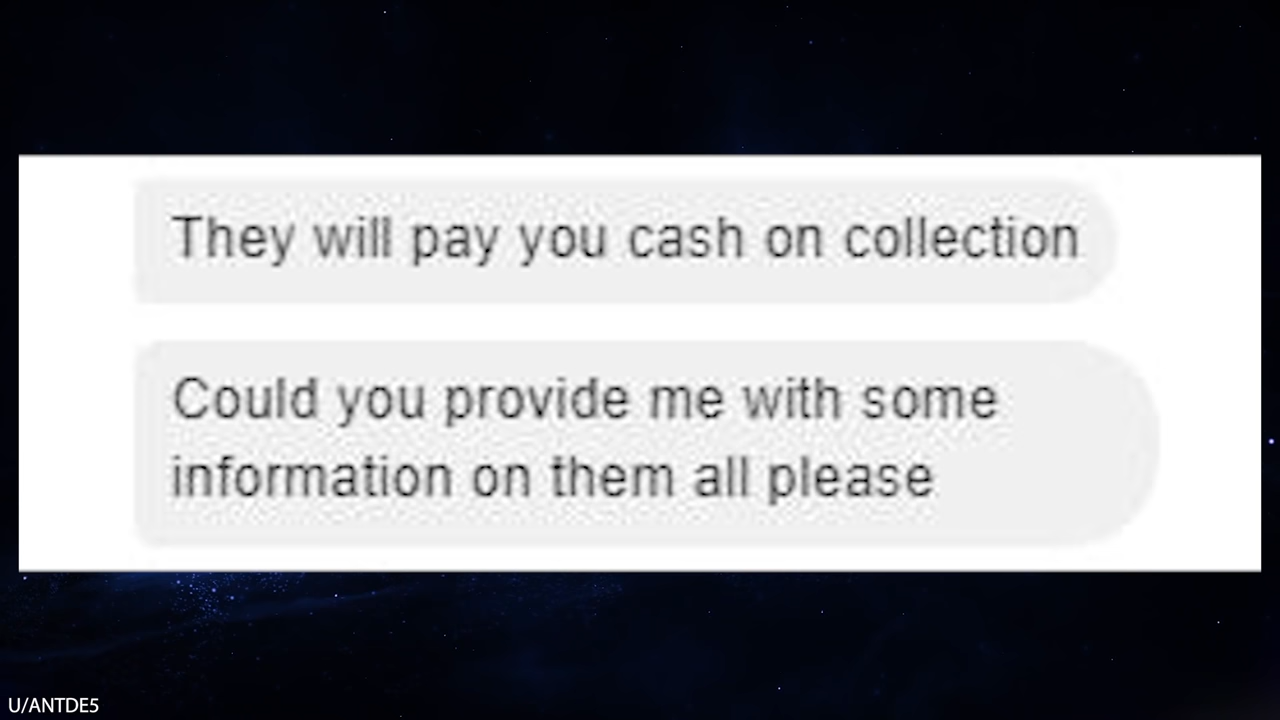 They will pay you cash on collection
Could you provide me with some
information on them all please
U/ANTDE5